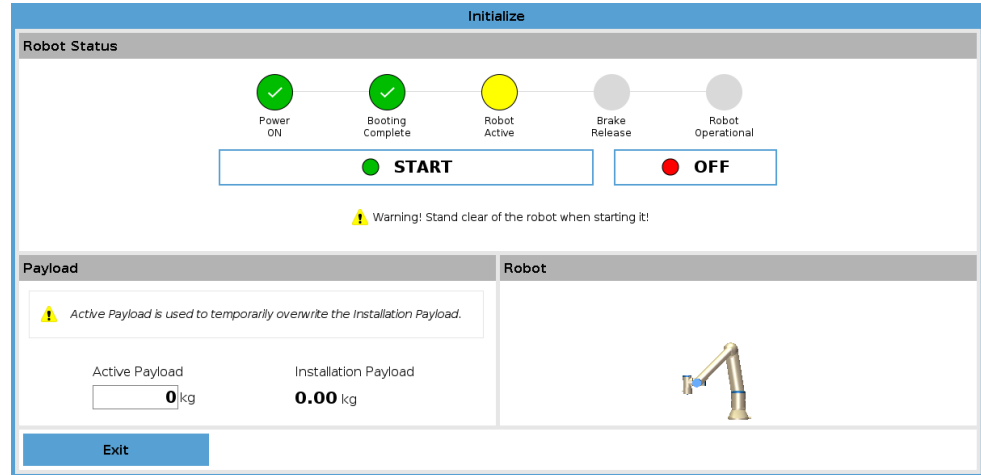 Initialize
Robot Status
Power
ON
Booting
Complete
Robot
Active
Brake
Release
Robot
Operational
START
OFF
Warning! Stand clear of the robot when starting it!
Payload
Active Payload is used to temporarily overwrite the Installation Payload.
Active Payload
0 kg
Installation Payload
0.00 kg
Robot
Exit